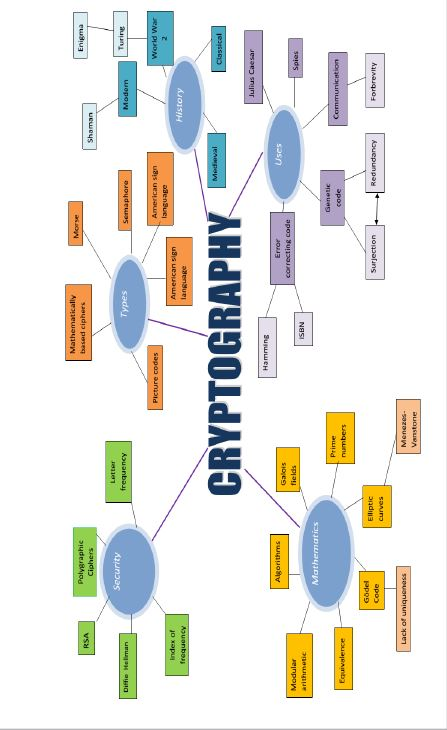 RSA
Polygraphic
Ciphers
Diffie Hellman
Security
Letter
frequency
Index of
frequency
Mathematically
based ciphers
Morse
Semaphore
Types
Picture codes
American sign
language
American sign
language
Shaman
Enigma
Turing
Modern
World War
2
History
Classical
Medieval
CRYPTOGRAPHY
Modular
arithmetic
Algorithms
Galois
fields
Mathematics
Prime
numbers
Equivalence
Gödel
Code
Elliptic
curves
Lack of uniqueness
Menezes-
Vanstone
Julius Caesar
Spies
Uses
Error
correcting code
Hamming
ISBN
Genetic
code
Communication
Surjection
Redundancy
Forbrevity